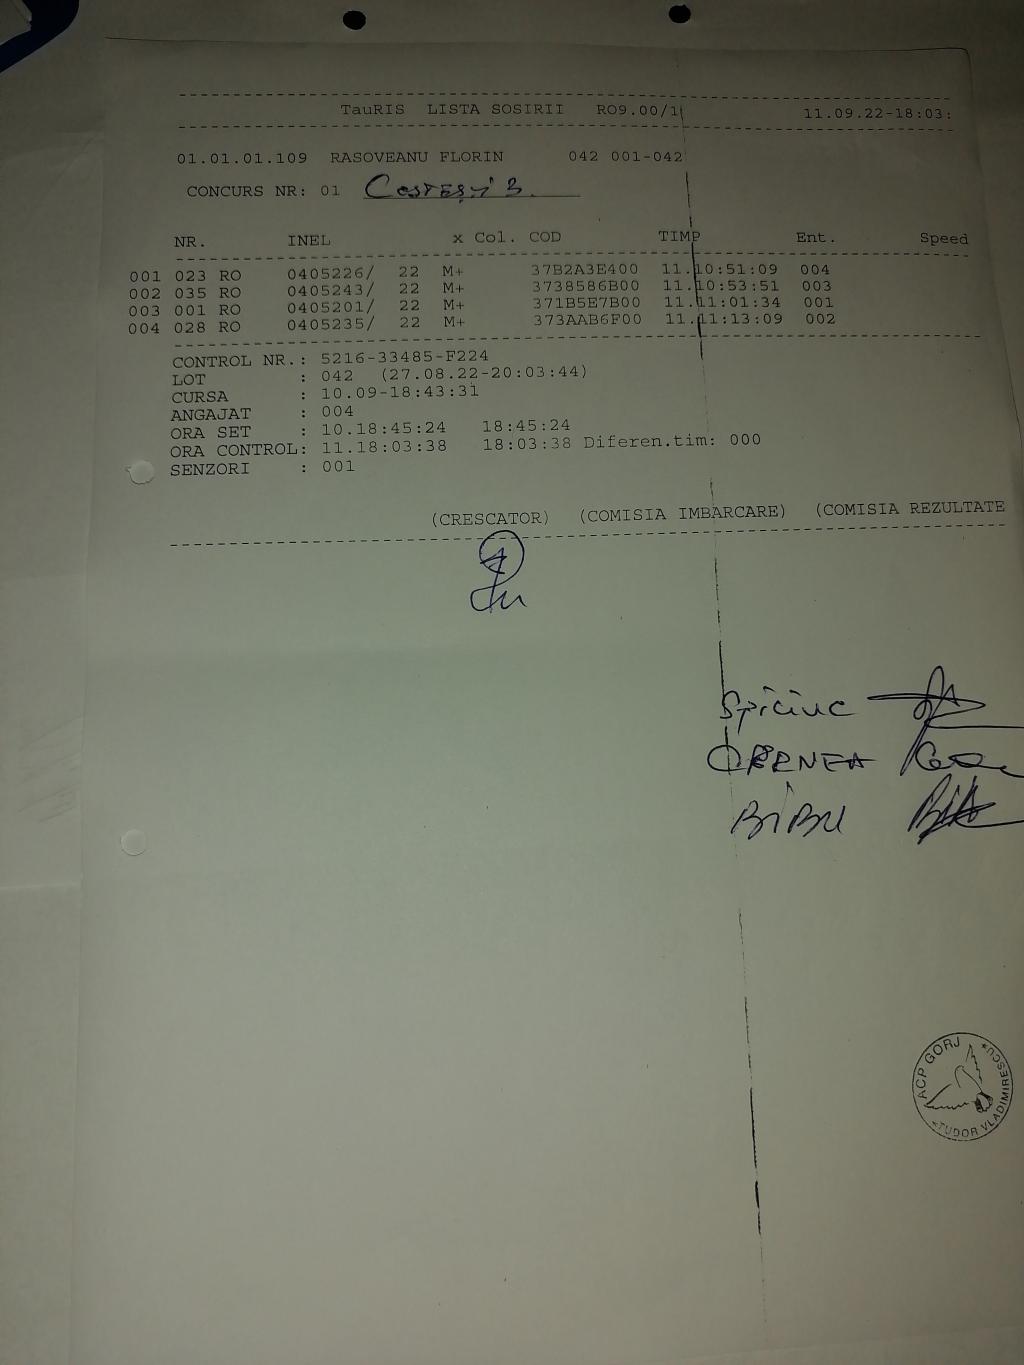 TauRIS LISTA SOSIRII RO9.00/1 11.09.22-18:03:
01.01.01.109 RASOVEANU FLORIN 042 001-042
CONCURS NR: 01 COSTEȘTI 3
NR. INEL x Col. COD TIMP Ent. Speed
001 023 RO 0405226/ 22 M+ 37B2A3E400 11.10:51:09 004
002 035 RO 0405243/ 22 M+ 3738586B00 11.10:53:51 003
003 001 RO 0405201/ 22 M+ 371B5E7B00 11.11:01:34 001
004 028 RO 0405235/ 22 M+ 373AAB6F00 11.11:13:09 002
CONTROL NR.: 5216-33485-F224
LOT : 042 (27.08.22-20:03:44)
CURSA : 10.09-18:43:31
ANGAJAT : 004
ORA SET : 10.18:45:24 18:45:24
ORA CONTROL: 11.18:03:38 18:03:38 Diferen.tim: 000
SENZORI : 001
(CRESCATOR) (COMISIA IMBARCARE) (COMISIA REZULTATE
Spiciuc
CERNEA
BIBU
ACP GORJ
*TUDOR VLADIMIRESCU*